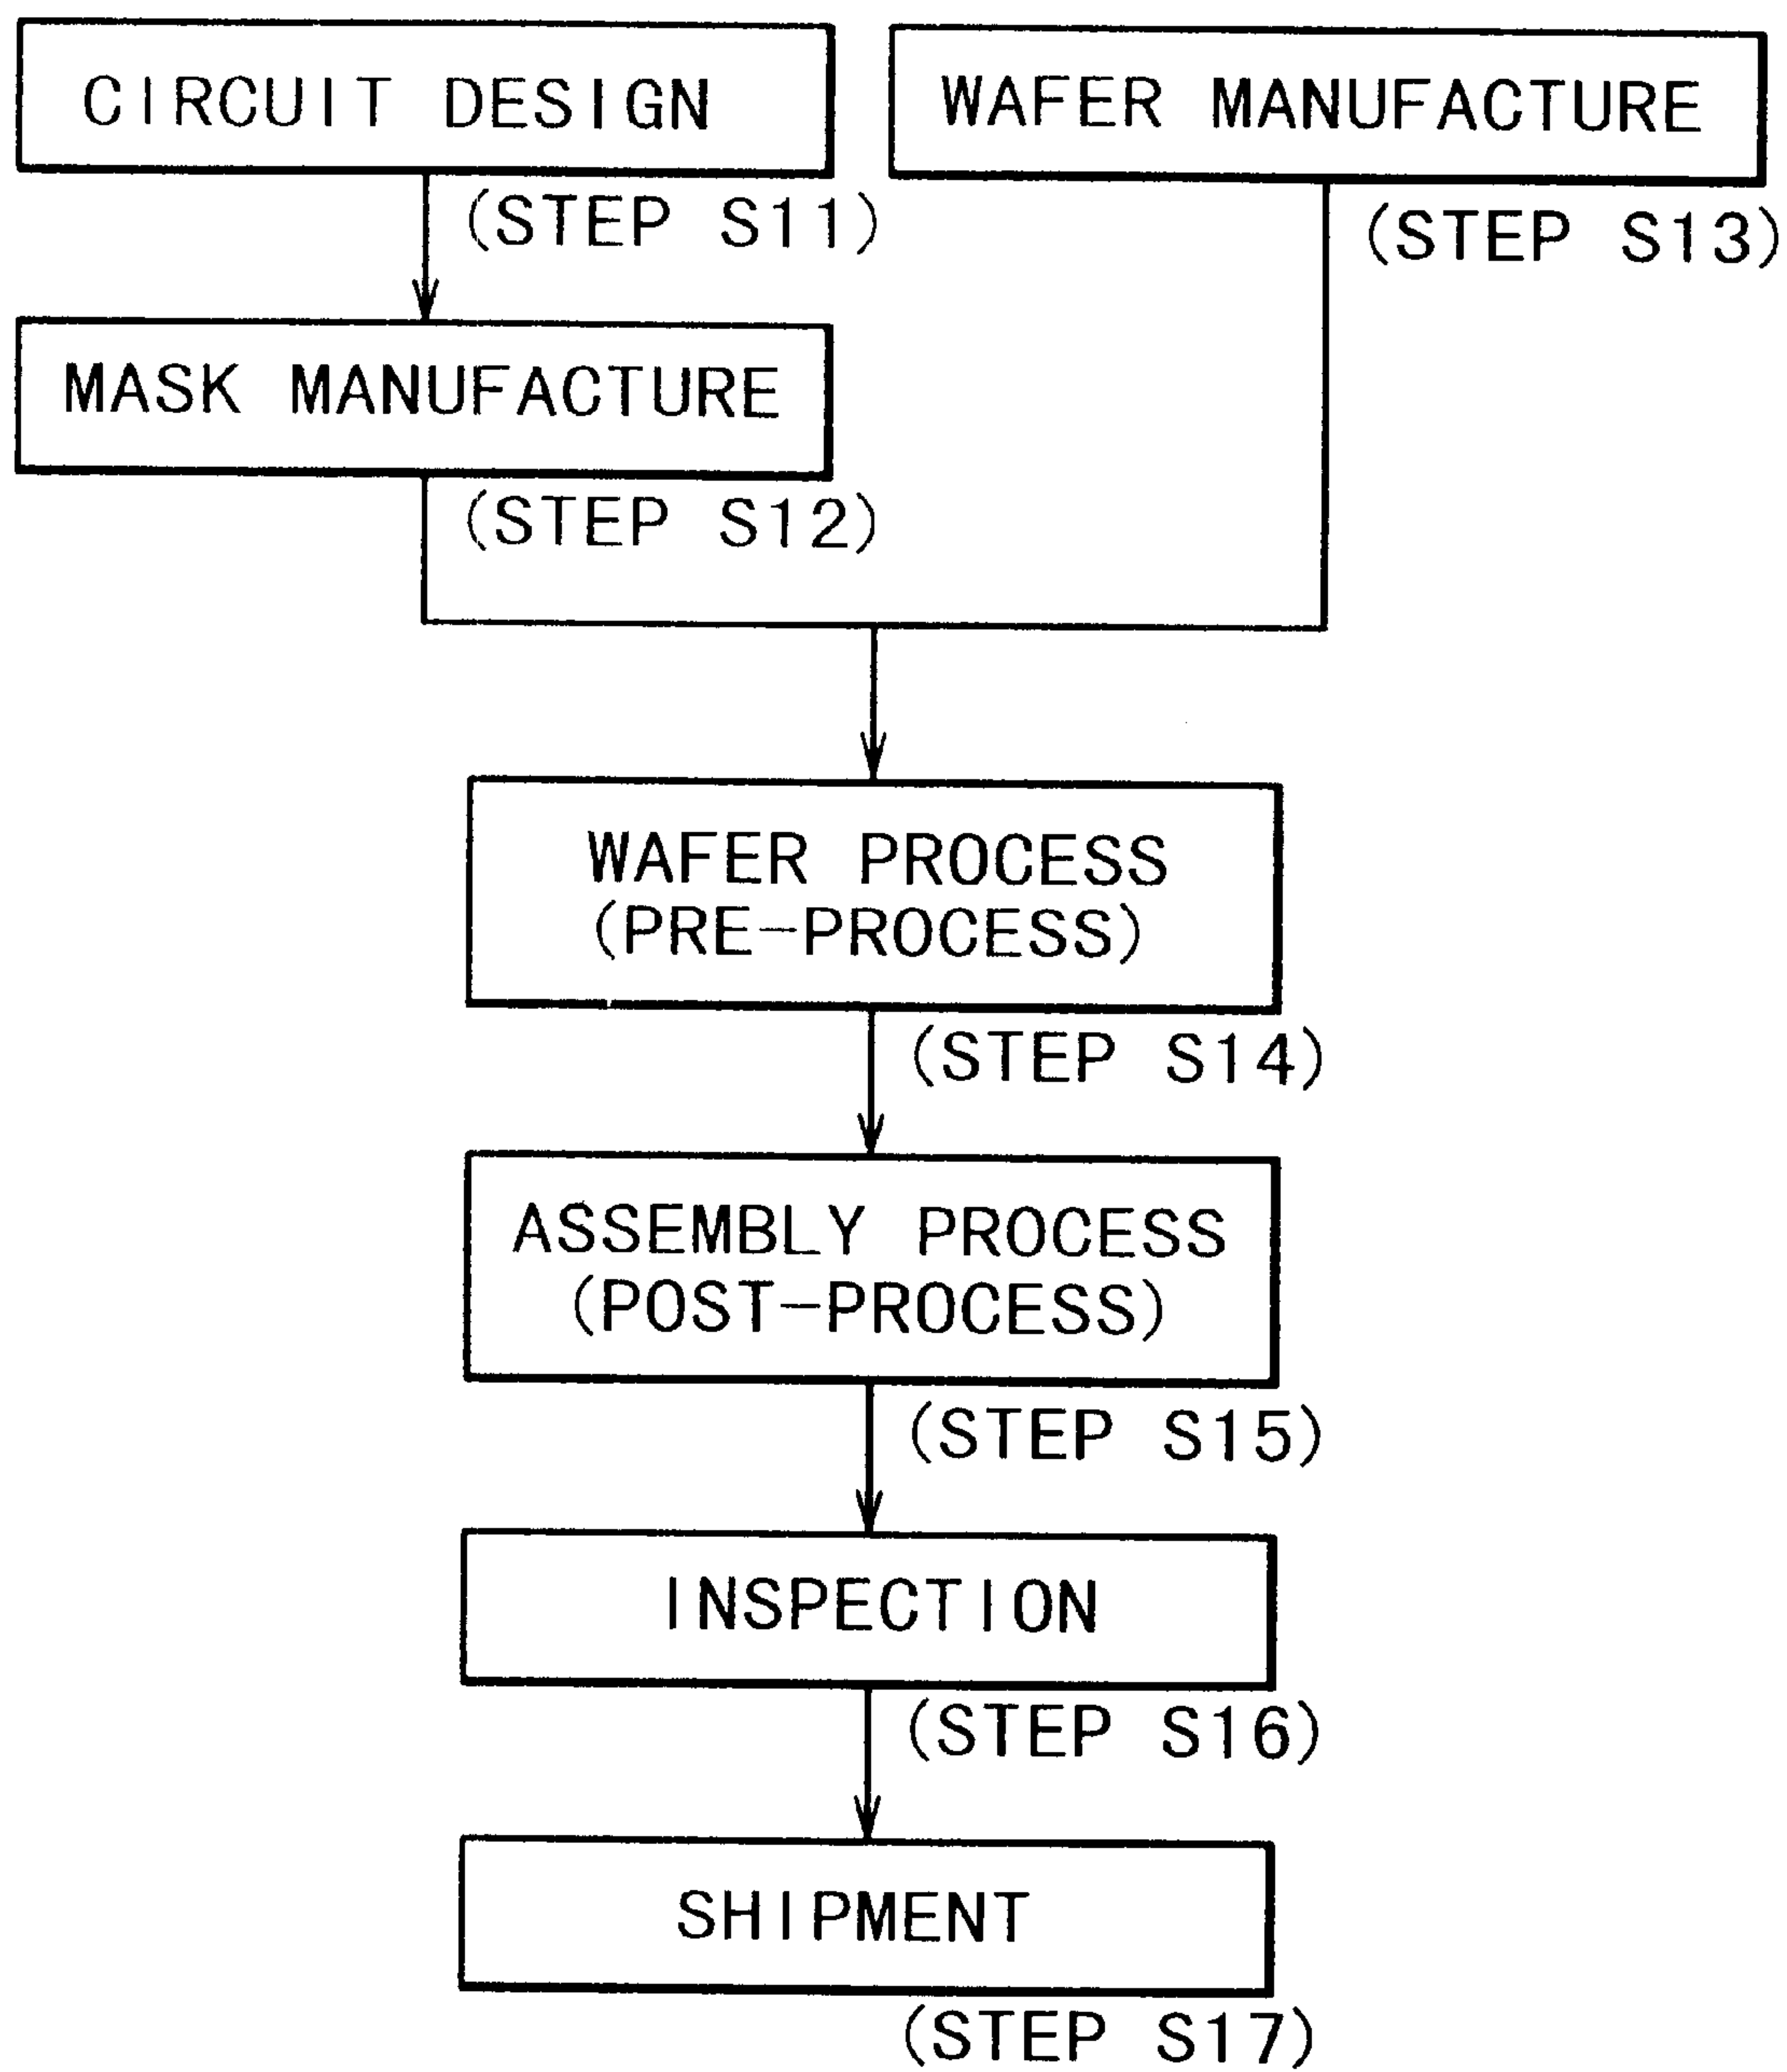 CIRCUIT DESIGN
(STEP S11)
WAFER MANUFACTURE
(STEP S13)
MASK MANUFACTURE
(STEP S12)
WAFER PROCESS
(PRE-PROCESS)
(STEP S14)
ASSEMBLY PROCESS
(POST-PROCESS)
(STEP S15)
INSPECTION
(STEP S16)
SHIPMENT
(STEP S17)